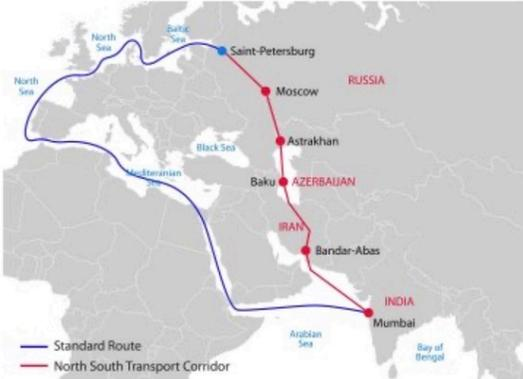 North
Sea
Baltic
Sea
Saint-Petersburg
North
Sea
RUSSIA
Moscow
Astrakhan
Black Sea
Mediteranian
Sea
Baku
AZERBAIJAN
IRAN
Bandar-Abas
INDIA
Mumbai
Arabian
Sea
Bay of
Bengal
Standard Route
North South Transport Corridor